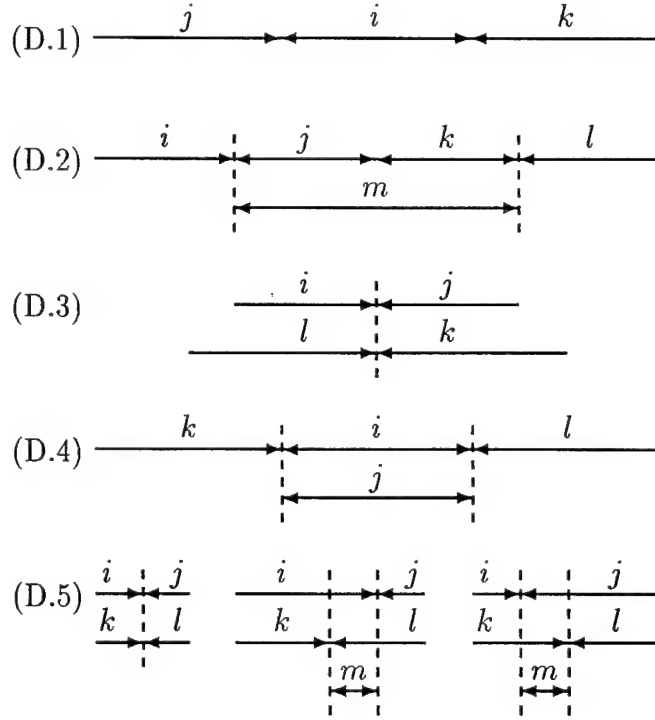 j i k
(D.1)
i j k l
(D.2)
m
i j
(D.3)
l k
k i l
(D.4)
j
i j i j i j
(D.5)
k l k l k l
m m